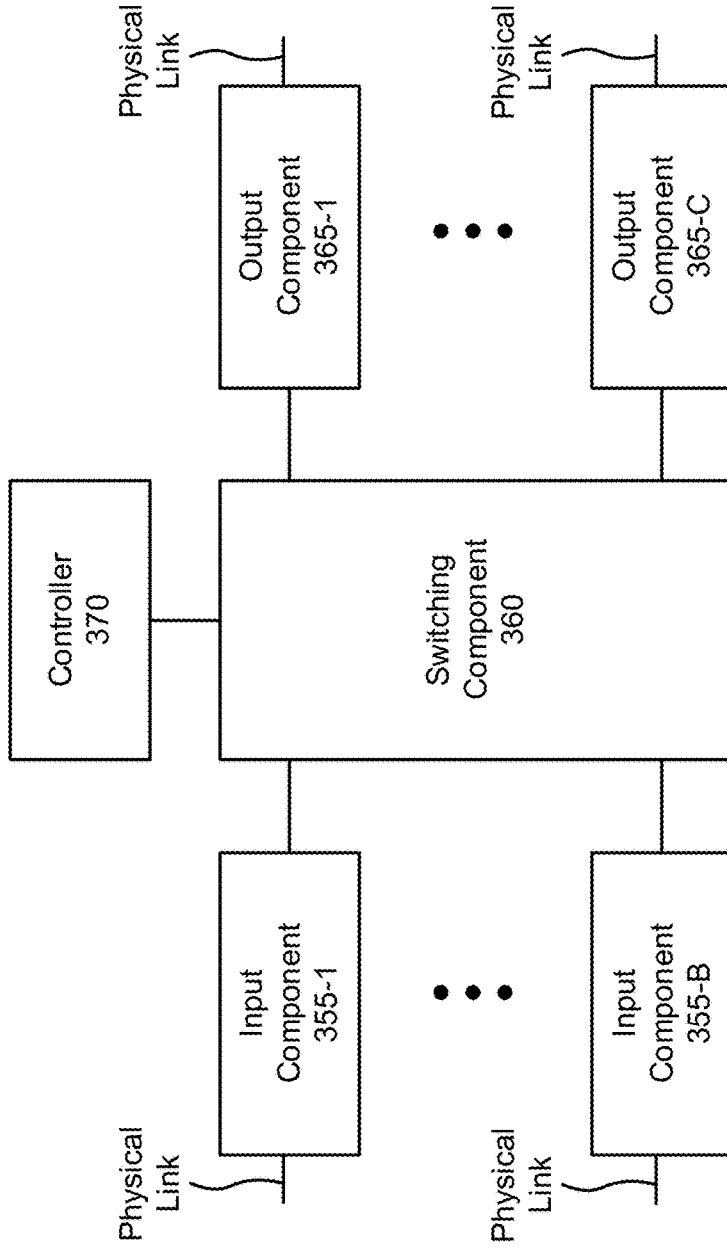 Controller
370
Physical
Link
Input
Component
355-1
Switching
Component
360
Output
Component
365-1
Physical
Link
Physical
Link
Input
Component
355-B
Output
Component
365-C
Physical
Link